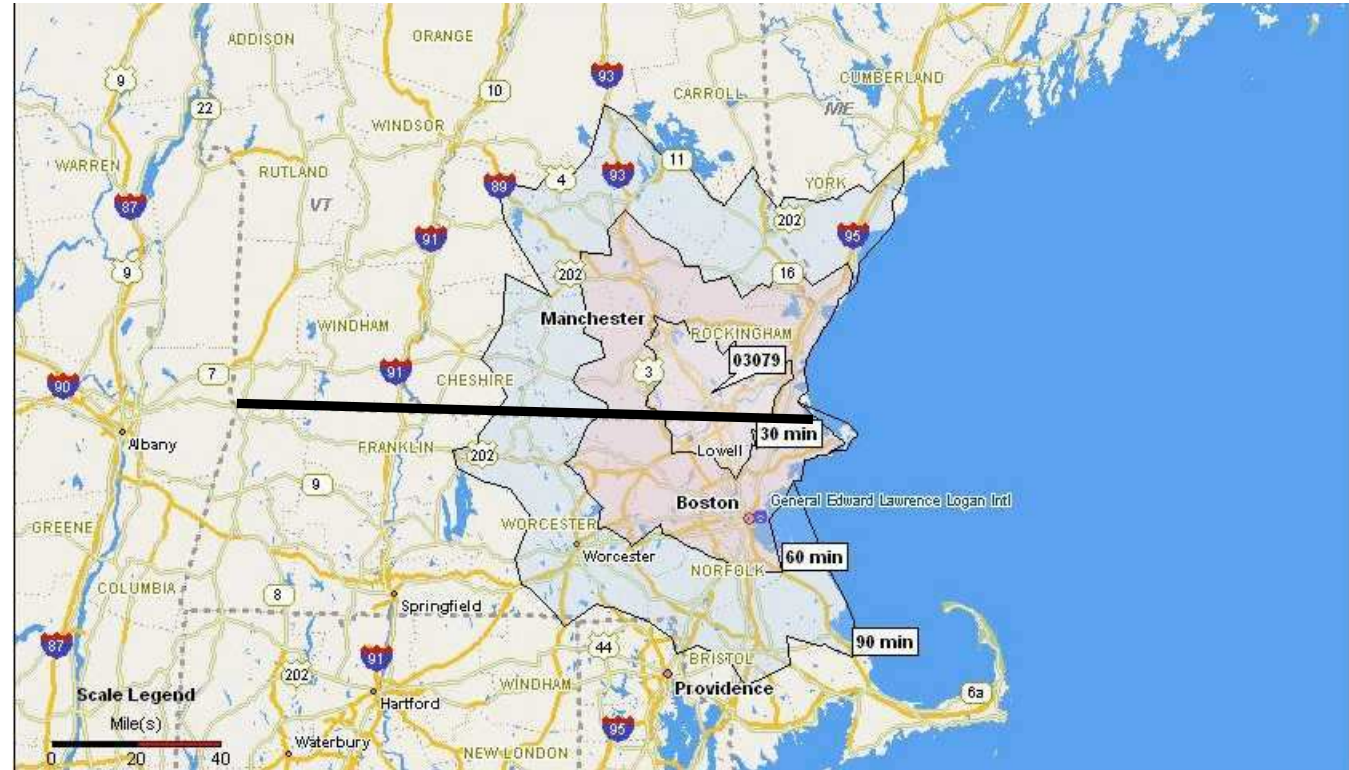 ADDISON
ORANGE
9
93
CUMBERLAND
22
10
CARROLL
ME
WINDSOR
WARREN
RUTLAND
11
4
93
YORK
89
87
VT
202
91
95
9
202
16
WINDHAM
Manchester
ROCKINGHAM
03079
7
91
CHESHIRE
3
90
Albany
FRANKLIN
202
30 min
Lowell
9
Boston
General Edward Lawrence Logan Intl
GREENE
WORCESTER
Worcester
60 min
NORFOLK
COLUMBIA
8
Springfield
87
44
90 min
91
BRISTOL
202
WINDHAM
Providence
6a
Scale Legend
Hartford
Mile(s)
95
Waterbury
NEW LONDON
0 20 40